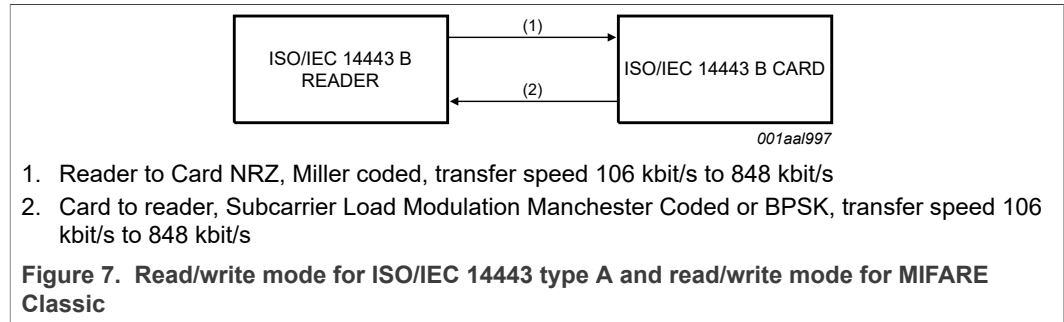 (1)
ISO/IEC 14443 B
READER
ISO/IEC 14443 B CARD
(2)
001aal997
1. Reader to Card NRZ, Miller coded, transfer speed 106 kbit/s to 848 kbit/s
2. Card to reader, Subcarrier Load Modulation Manchester Coded or BPSK, transfer speed 106
kbit/s to 848 kbit/s
Figure 7. Read/write mode for ISO/IEC 14443 type A and read/write mode for MIFARE
Classic